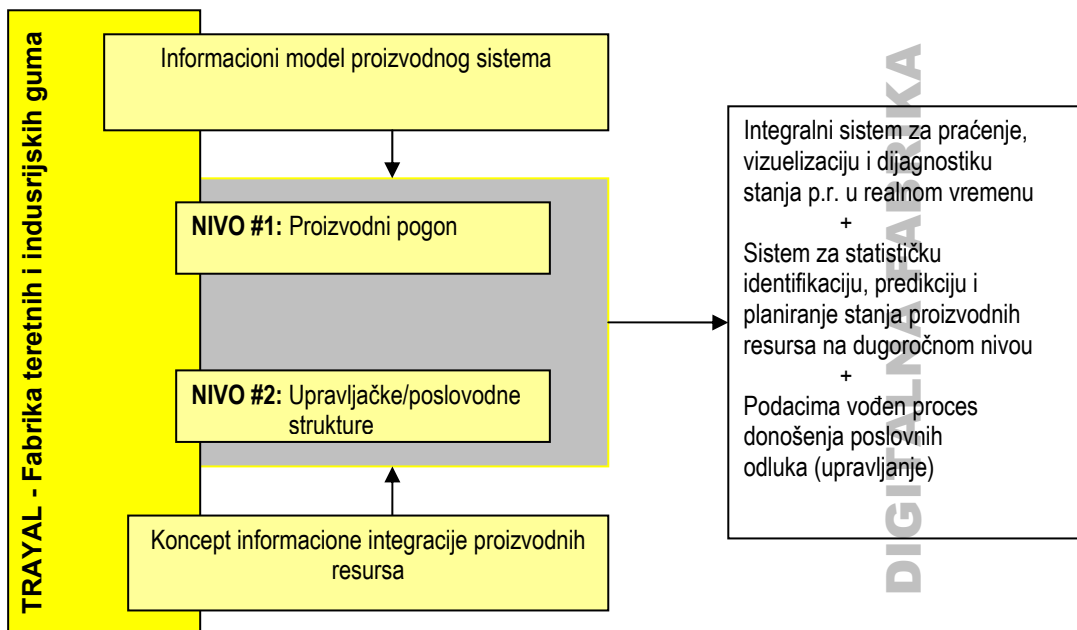 TRAYAL - Fabrika teretnih i indusrijskih guma
Informacioni model proizvodnog sistema
NIVO #1: Proizvodni pogon
NIVO #2: Upravljačke/poslovodne
strukture
Koncept informacione integracije proizvodnih
resursa
Integralni sistem za praćenje,
vizuelizaciju i dijagnostiku
stanja p.r. u realnom vremenu
+
Sistem za statističku
identifikaciju, predikciju i
planiranje stanja proizvodnih
resursa na dugoročnom nivou
+
Podacima vođen proces
donošenja poslovnih
odluka (upravljanje)
DIGITALNA FABRIKA